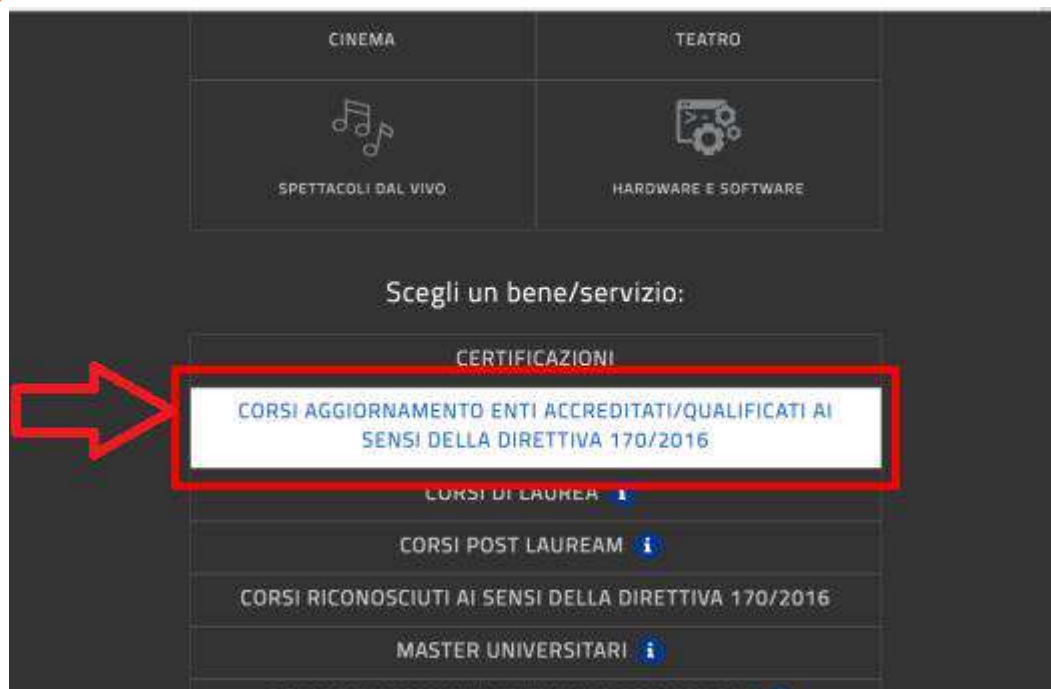 CINEMA
TEATRO
SPETTACOLI DAL VIVO
HARDWARE E SOFTWARE
Scegli un bene/servizio:
CERTIFICAZIONI
CORSI AGGIORNAMENTO ENTI ACCREDITATI/QUALIFICATI AI
SENSI DELLA DIRETTIVA 170/2016
CORSI DI LAUREA
CORSI POST LAUREAM
CORSI RICONOSCIUTI AI SENSI DELLA DIRETTIVA 170/2016
MASTER UNIVERSITARI